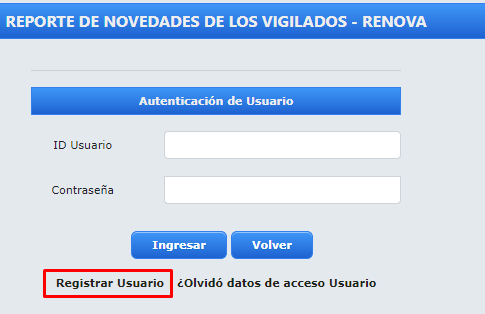 REPORTE DE NOVEDADES DE LOS VIGILADOS - RENOVA
Autenticación de Usuario
ID Usuario
Contraseña
Ingresar Volver
Registrar Usuario ¿Olvidó datos de acceso Usuario